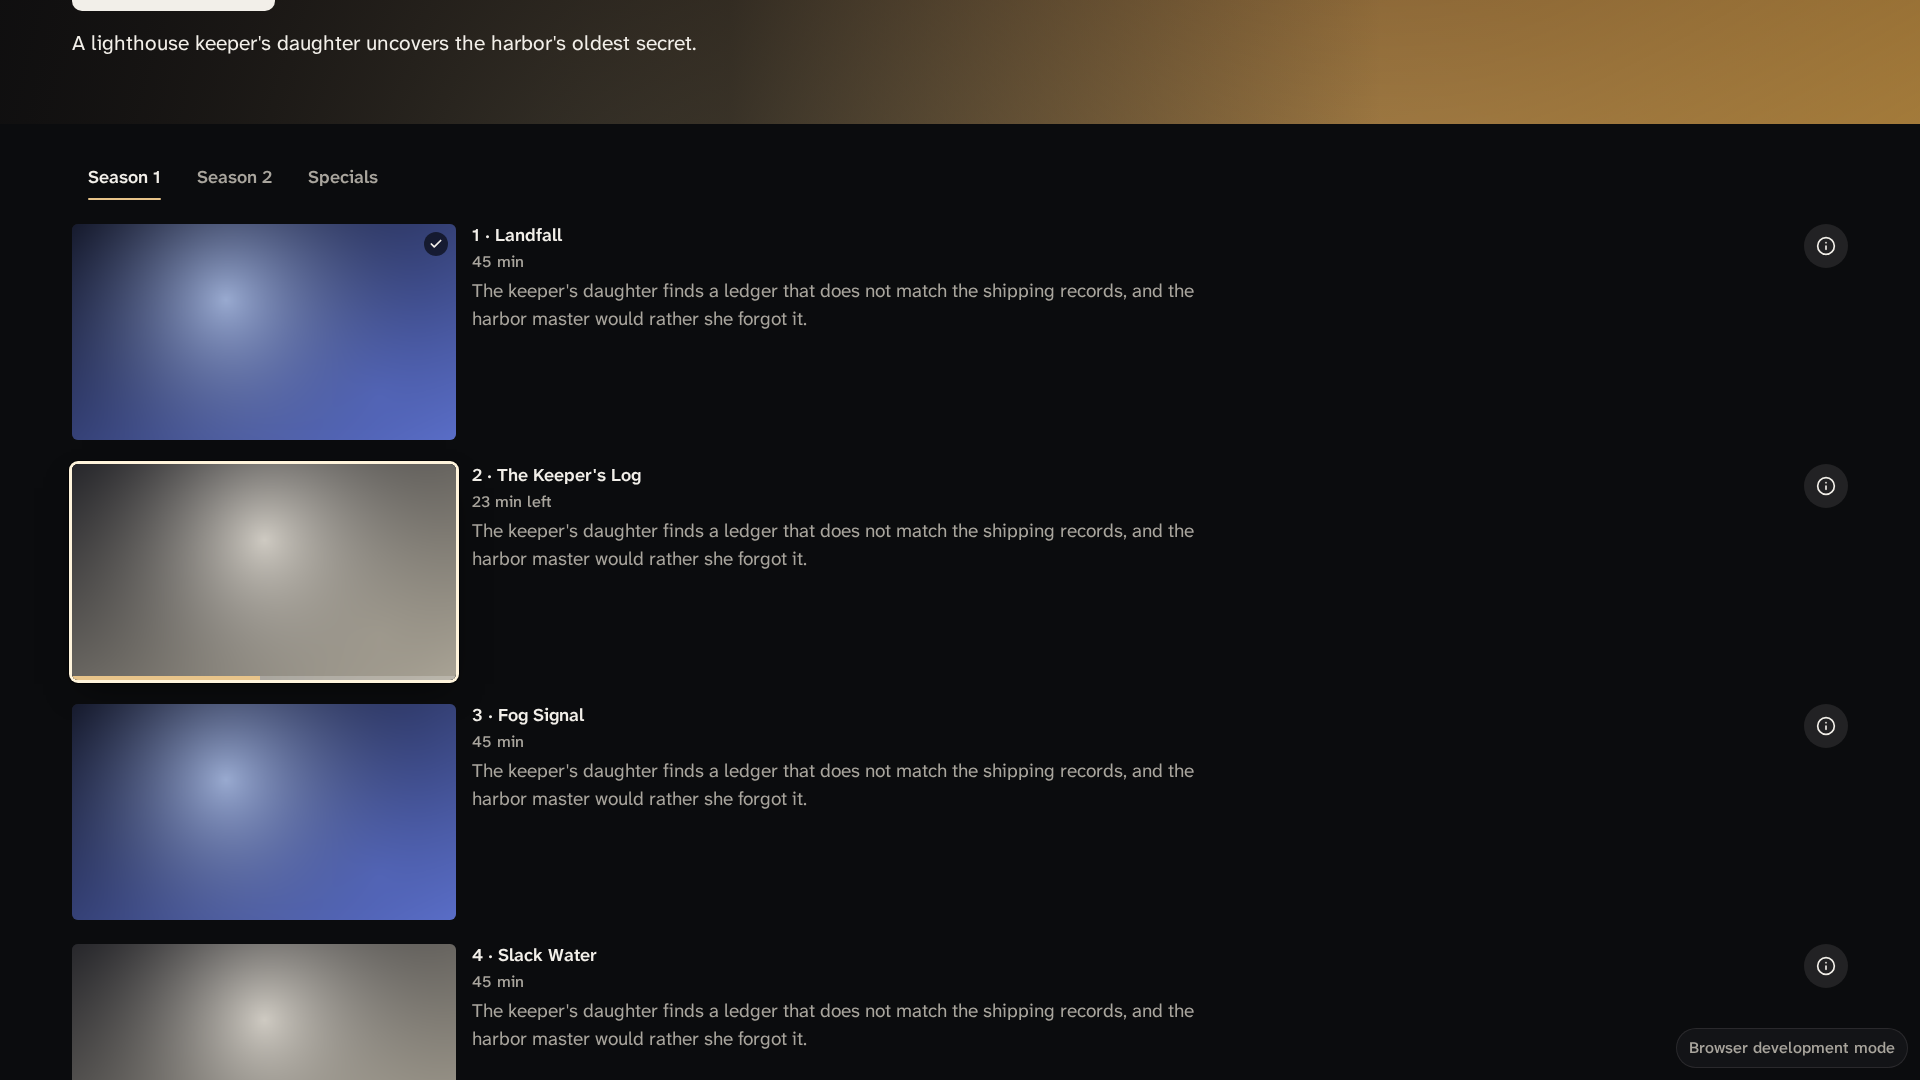 A lighthouse keeper's daughter uncovers the harbor's oldest secret.
Season 1 Season 2 Specials
1 · Landfall
45 min
The keeper's daughter finds a ledger that does not match the shipping records, and the
harbor master would rather she forgot it.
2 · The Keeper's Log
23 min left
The keeper's daughter finds a ledger that does not match the shipping records, and the
harbor master would rather she forgot it.
3 · Fog Signal
45 min
The keeper's daughter finds a ledger that does not match the shipping records, and the
harbor master would rather she forgot it.
4 · Slack Water
45 min
The keeper's daughter finds a ledger that does not match the shipping records, and the
harbor master would rather she forgot it.
Browser development mode